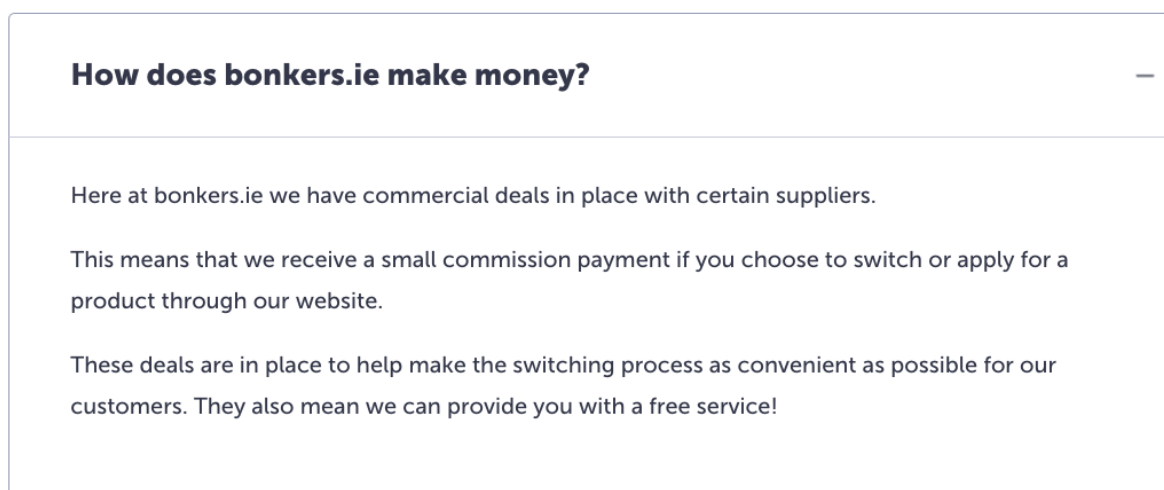 How does bonkers.ie make money?
Here at bonkers.ie we have commercial deals in place with certain suppliers.
This means that we receive a small commission payment if you choose to switch or apply for a
product through our website.
These deals are in place to help make the switching process as convenient as possible for our
customers. They also mean we can provide you with a free service!